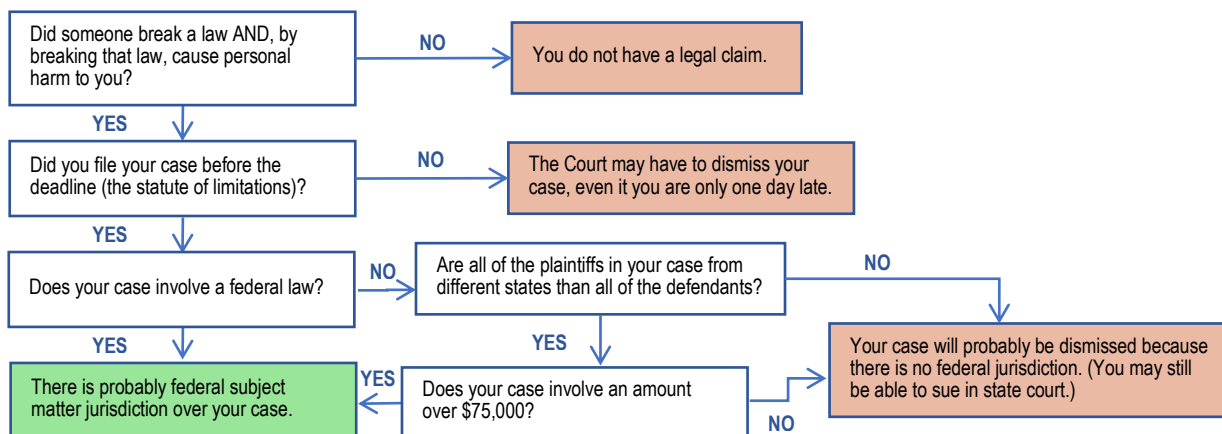 Did someone break a law AND, by
breaking that law, cause personal
harm to you?
NO
You do not have a legal claim.
YES
Did you file your case before the
deadline (the statute of limitations)?
NO
The Court may have to dismiss your
case, even it you are only one day late.
YES
Does your case involve a federal law?
NO
Are all of the plaintiffs in your case from
different states than all of the defendants?
NO
YES
YES
Your case will probably be dismissed because
there is no federal jurisdiction. (You may still
be able to sue in state court.)
There is probably federal subject
matter jurisdiction over your case.
YES
Does your case involve an amount
over $75,000?
NO